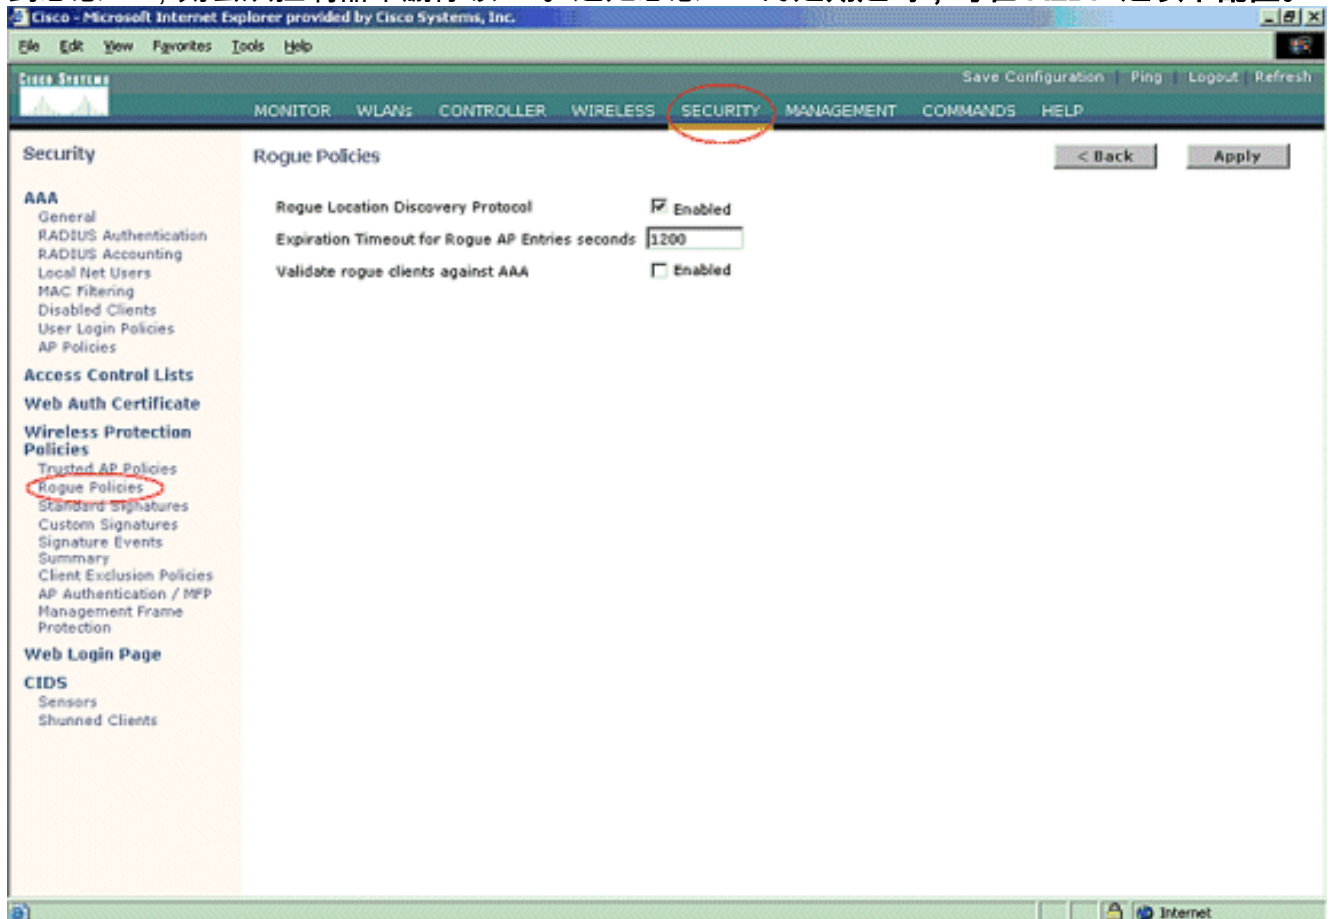 Cisco - Microsoft Internet Explorer provided by Cisco Systems, Inc.
File Edit View Favorites Tools Help
CISCO SYSTEMS
Save Configuration | Ping | Logout | Refresh
MONITOR WLANs CONTROLLER WIRELESS SECURITY MANAGEMENT COMMANDS HELP
Security
Rogue Policies
< Back
Apply
Rogue Location Discovery Protocol Enabled
Expiration Timeout for Rogue AP Entries seconds 1200
Validate rogue clients against AAA Enabled
AAA
General
RADIUS Authentication
RADIUS Accounting
Local Net Users
MAC Filtering
Disabled Clients
User Login Policies
AP Policies
Access Control Lists
Web Auth Certificate
Wireless Protection
Policies
Trusted AP Policies
Rogue Policies
Standard Signatures
Custom Signatures
Signature Events
Summary
Client Exclusion Policies
AP Authentication / MFP
Management Frame
Protection
Web Login Page
CIDS
Sensors
Shunned Clients
Internet